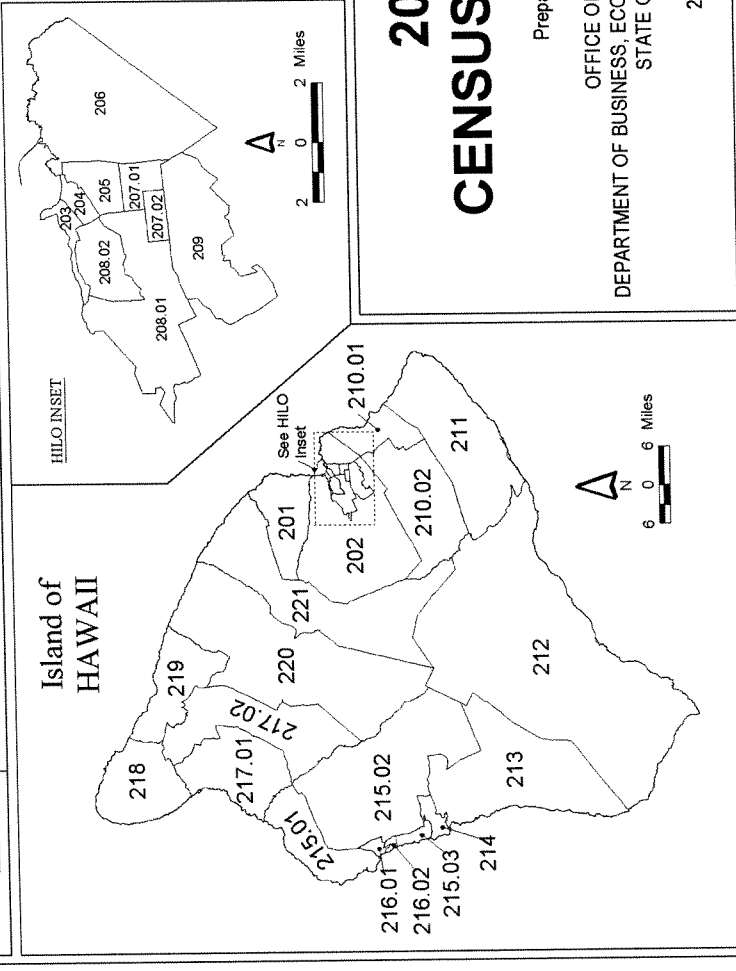 Island of
HAWAII
218
219
217.01
217.02
220
221
201
See HILO
Inset
202
210.01
210.02
211
215.01
215.02
216.01
216.02
215.03
214
213
212
N
6 0 6 Miles
HILO INSET
203
204
205
206
207.01
207.02
208.02
208.01
209
N
2 0 2 Miles
20
CENSUS
Prepa
OFFICE O
DEPARTMENT OF BUSINESS, ECO
STATE O
2